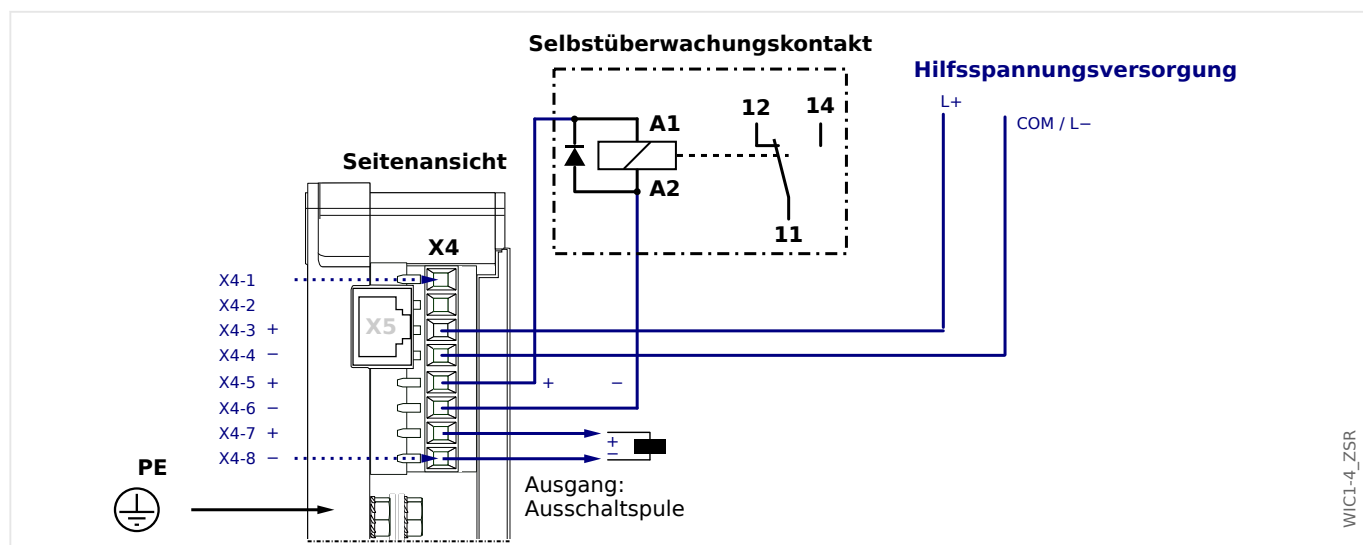 Selbstüberwachungskontakt
Hilfsspannungsversorgung
L+
COM / L−
12
14
A1
A2
11
Seitenansicht
X4
X5
X4-1
X4-2
X4-3 +
X4-4 −
X4-5 +
X4-6 −
X4-7 +
X4-8 −
+ −
+
−
Ausgang:
Ausschaltspule
PE
WIC1-4_ZSR